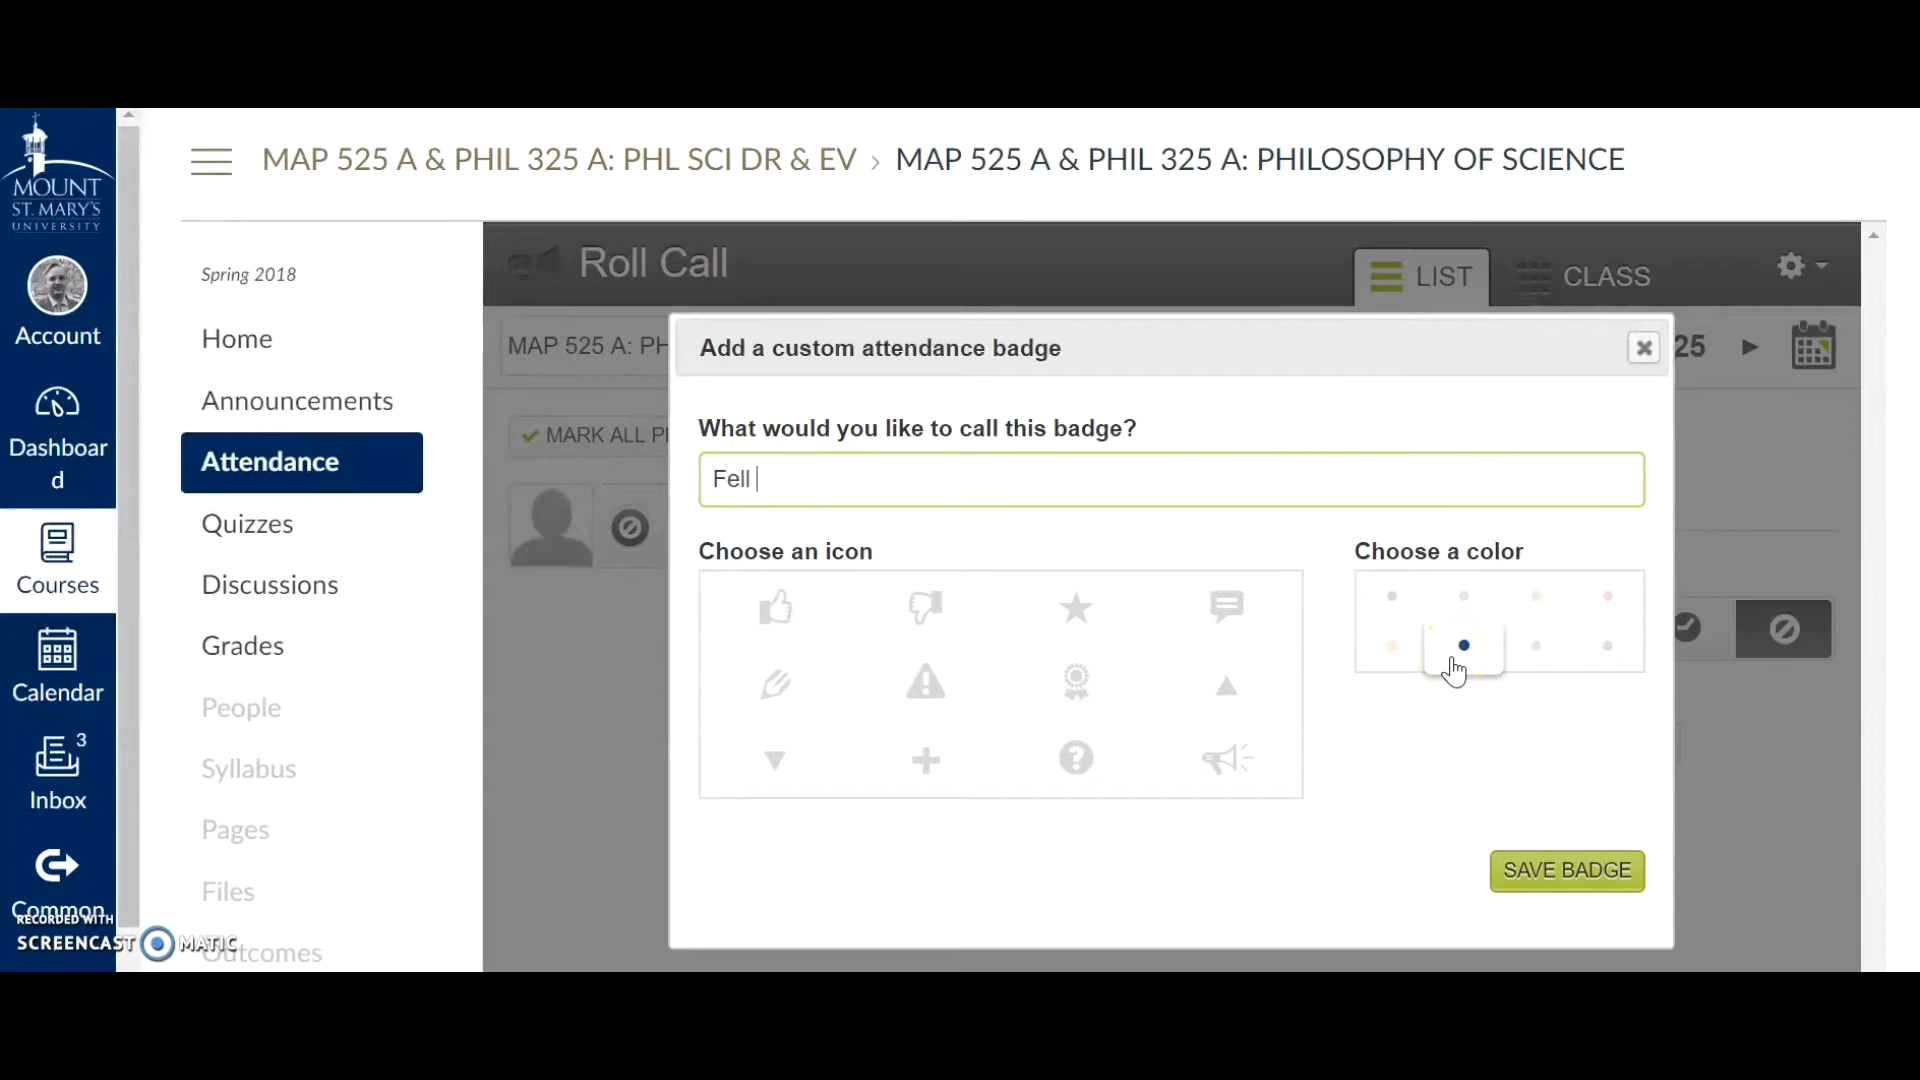 MOUNT
ST. MARY'S
UNIVERSITY
Account
Dashboar
d
Courses
Calendar
3
Inbox
Common
RECORDED WITH
SCREENCAST MATIC
MAP 525 A & PHIL 325 A: PHL SCI DR & EV › MAP 525 A & PHIL 325 A: PHILOSOPHY OF SCIENCE
Spring 2018
Home
Announcements
Attendance
Quizzes
Discussions
Grades
People
Syllabus
Pages
Files
Outcomes
Roll Call
LIST
CLASS
MAP 525 A: PH
25
MARK ALL P
Add a custom attendance badge
What would you like to call this badge?
Fell
Choose an icon
Choose a color
SAVE BADGE